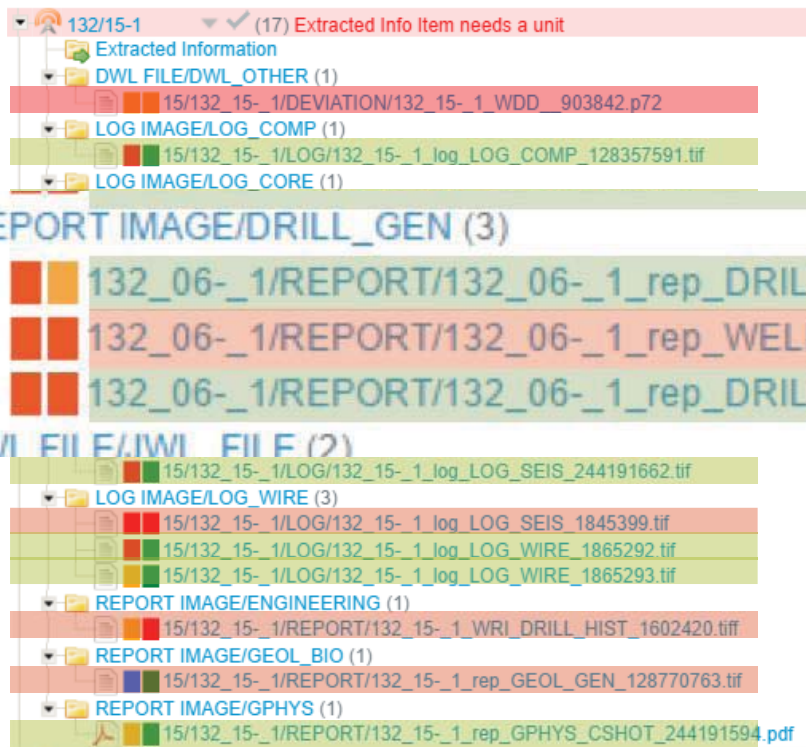 132/15-1 (17) Extracted Info Item needs a unit
Extracted Information
DWL FILE/DWL_OTHER (1)
15/132_15-_1/DEVIATION/132_15-_1_WDD__903842.p72
LOG IMAGE/LOG_COMP (1)
15/132_15-_1/LOG/132_15-_1_log_LOG_COMP_128357591.tif
LOG IMAGE/LOG_CORE (1)
EPORT IMAGE/DRILL_GEN (3)
132_06-_1/REPORT/132_06-_1_rep_DRIL
132_06-_1/REPORT/132_06-_1_rep_WEL
132_06-_1/REPORT/132_06-_1_rep_DRIL
FILE/JWL_FILE (2)
15/132_15-_1/LOG/132_15-_1_log_LOG_SEIS_244191662.tif
LOG IMAGE/LOG_WIRE (3)
15/132_15-_1/LOG/132_15-_1_log_LOG_SEIS_1845399.tif
15/132_15-_1/LOG/132_15-_1_log_LOG_WIRE_1865292.tif
15/132_15-_1/LOG/132_15-_1_log_LOG_WIRE_1865293.tif
REPORT IMAGE/ENGINEERING (1)
15/132_15-_1/REPORT/132_15-_1_WRI_DRILL_HIST_1602420.tiff
REPORT IMAGE/GEOL_BIO (1)
15/132_15-_1/REPORT/132_15-_1_rep_GEOL_GEN_128770763.tif
REPORT IMAGE/GPHYS (1)
15/132_15-_1/REPORT/132_15-_1_rep_GPHYS_CSHOT_244191594.pdf